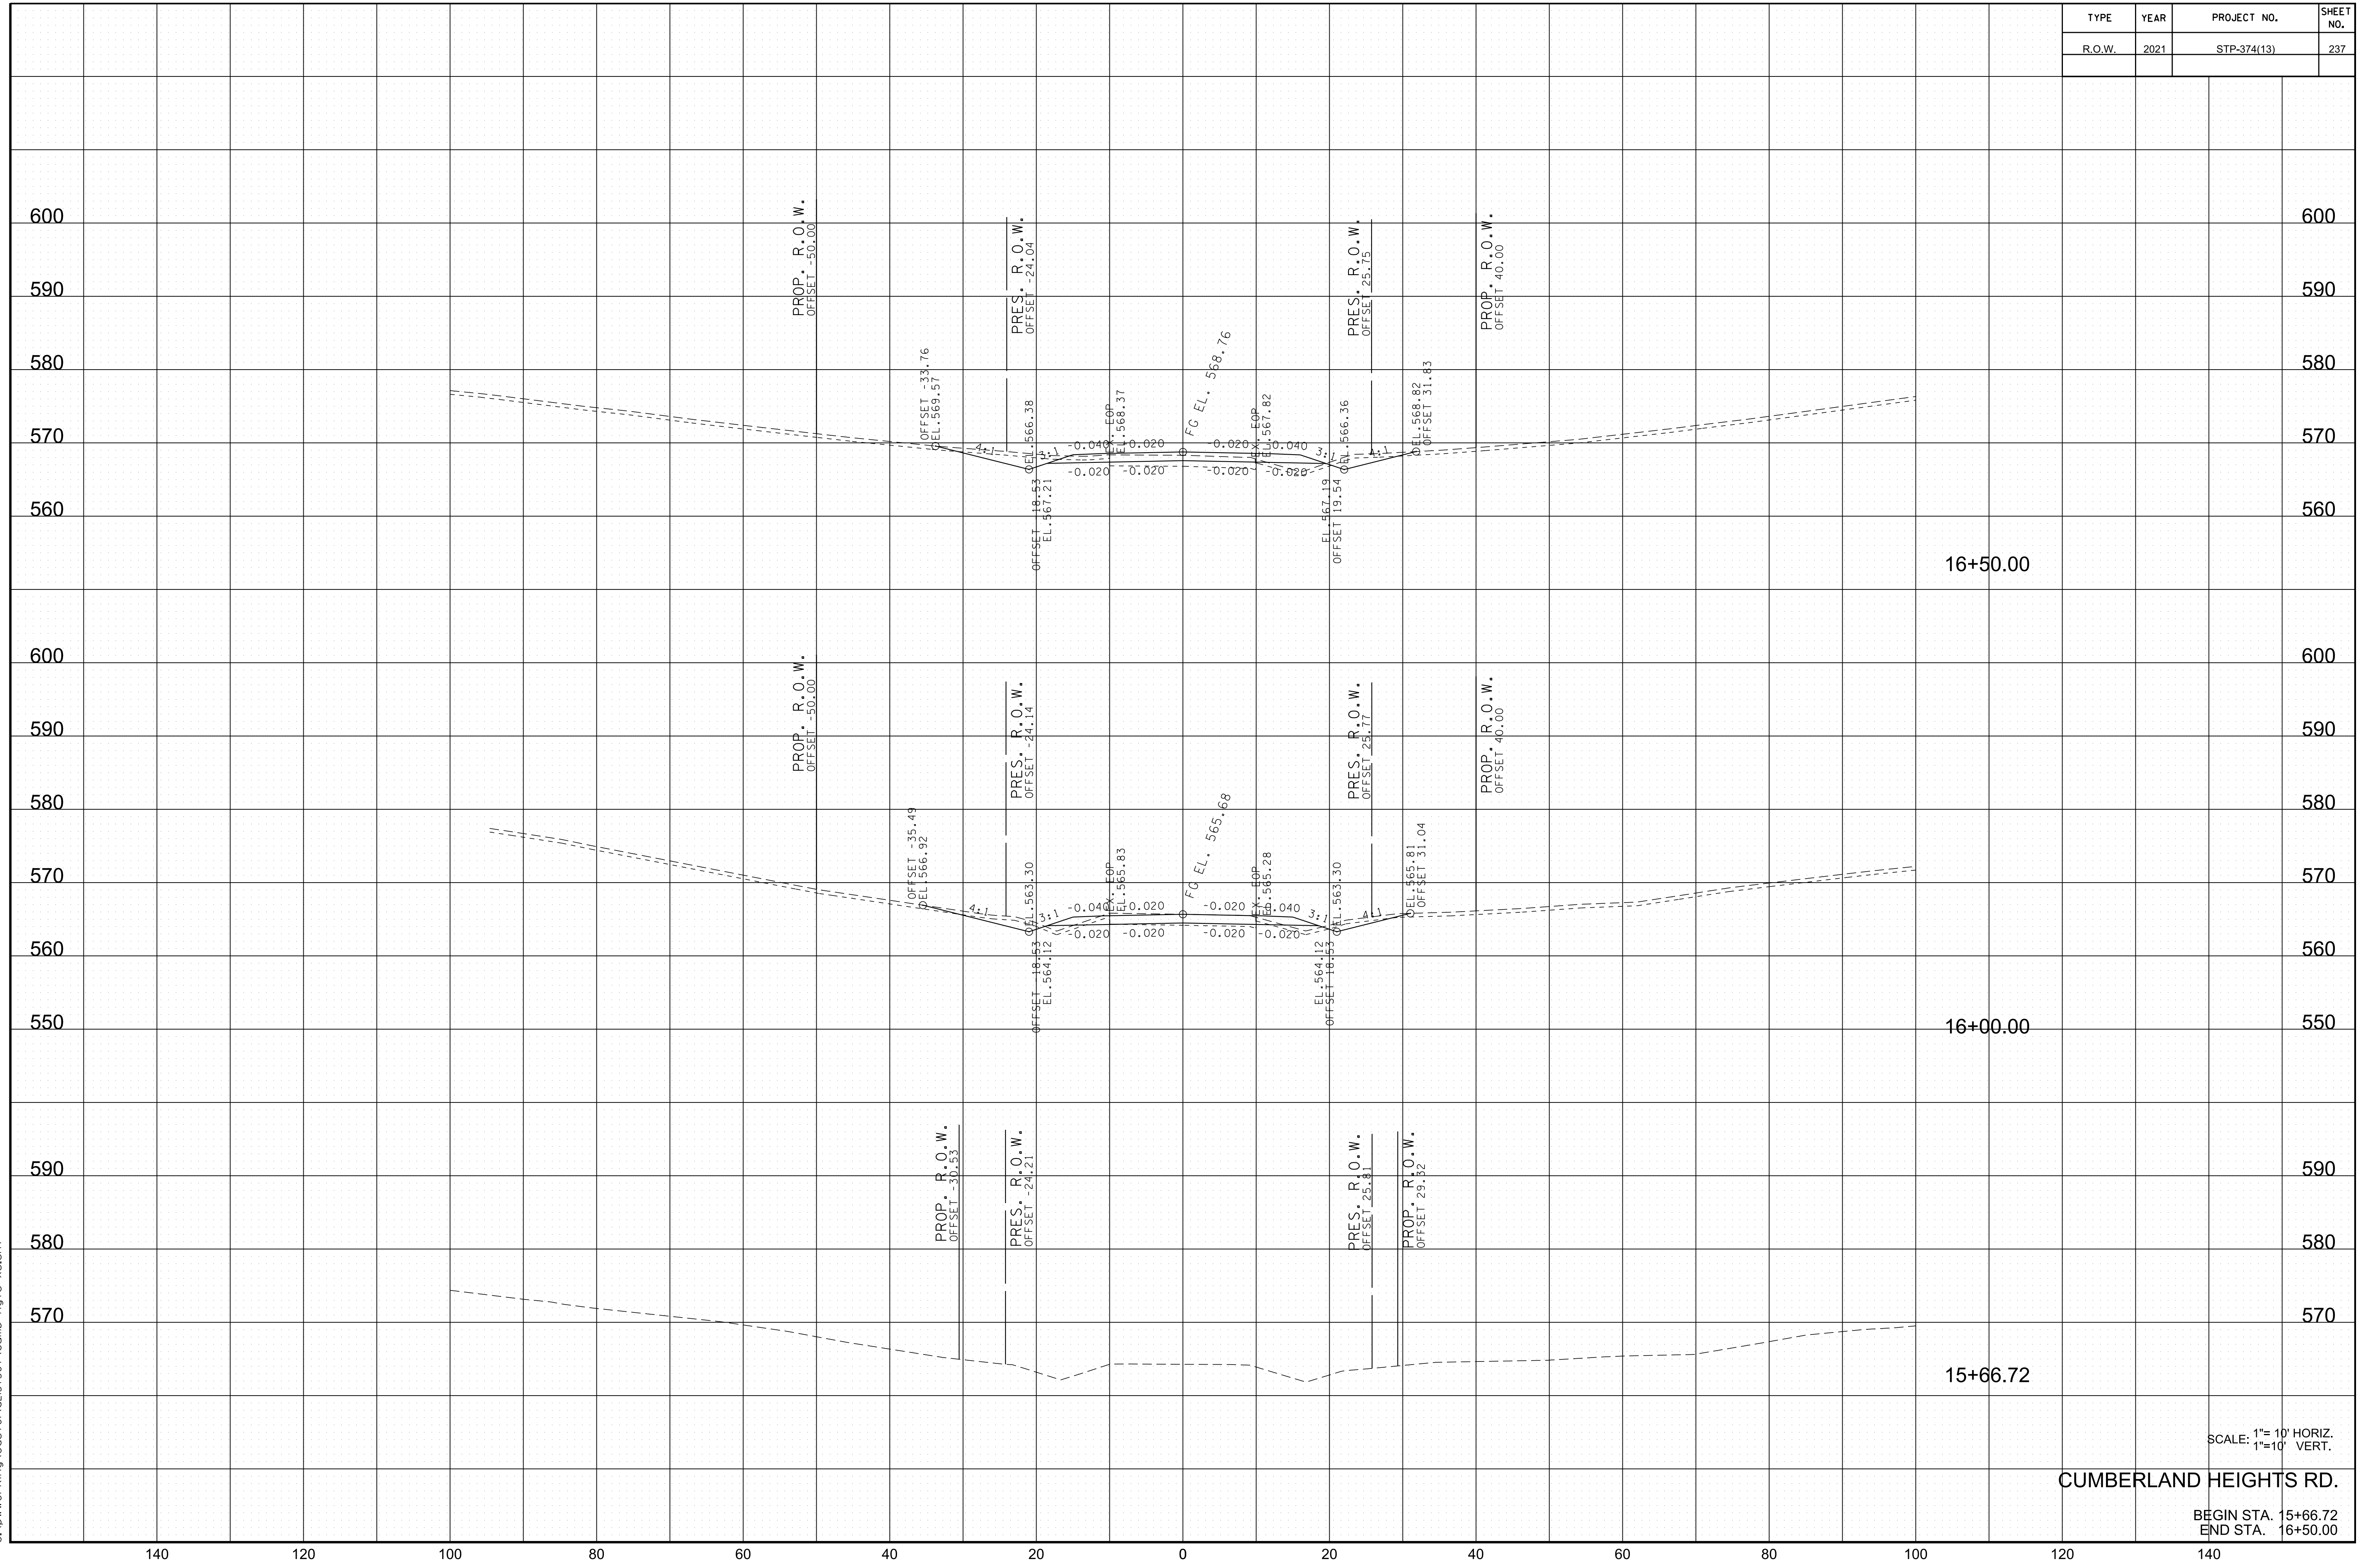 TYPE YEAR PROJECT NO. SHEET NO.
R.O.W. 2021 STP-374(13) 237
600 600
590 590
580 580
570 570
560 560
PROP. R.O.W.
OFFSET -50.00
PRES. R.O.W.
OFFSET -24.04
PRES. R.O.W.
OFFSET 25.75
PROP. R.O.W.
OFFSET 40.00
OFFSET -33.76
EL.569.57
EL.566.38
EX. EOP
EL.568.37
FG EL. 568.76
EX. EOP
EL.567.82
EL.566.36
EL.568.82
OFFSET 31.83
4:1 3:1 -0.040 -0.020 -0.020 -0.040 3:1 4:1
-0.020 -0.020 -0.020 -0.020
OFFSET -18.53
EL.567.21
EL.567.19
OFFSET 19.54
16+50.00
600 600
590 590
580 580
570 570
560 560
550 550
PROP. R.O.W.
OFFSET -50.00
PRES. R.O.W.
OFFSET -24.14
PRES. R.O.W.
OFFSET 25.77
PROP. R.O.W.
OFFSET 40.00
OFFSET -35.49
EL.566.92
EL.563.30
EX. EOP
EL.565.83
FG EL. 565.68
EX. EOP
EL.565.28
EL.563.30
EL.565.81
OFFSET 31.04
4:1 3:1 -0.040 -0.020 -0.020 -0.040 3:1 4:1
-0.020 -0.020 -0.020 -0.020
OFFSET -18.53
EL.564.12
EL.564.12
OFFSET 18.53
16+00.00
590 590
580 580
570 570
PROP. R.O.W.
OFFSET -30.53
PRES. R.O.W.
OFFSET -24.21
PRES. R.O.W.
OFFSET 25.81
PROP. R.O.W.
OFFSET 29.32
15+66.72
SCALE: 1"= 10' HORIZ.
1"=10' VERT.
CUMBERLAND HEIGHTS RD.
BEGIN STA. 15+66.72
END STA. 16+50.00
140 120 100 80 60 40 20 0 20 40 60 80 100 120 140